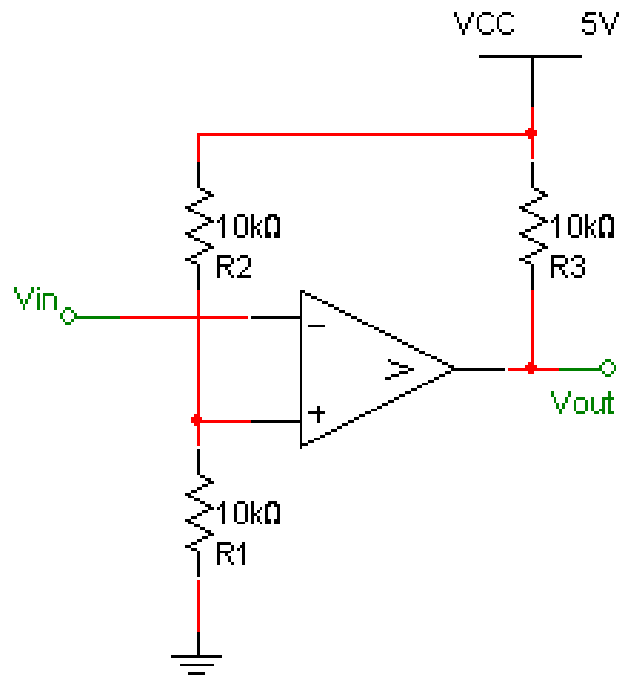 VCC 5V
10kΩ
R2
10kΩ
R3
Vin
−
>
+
Vout
10kΩ
R1